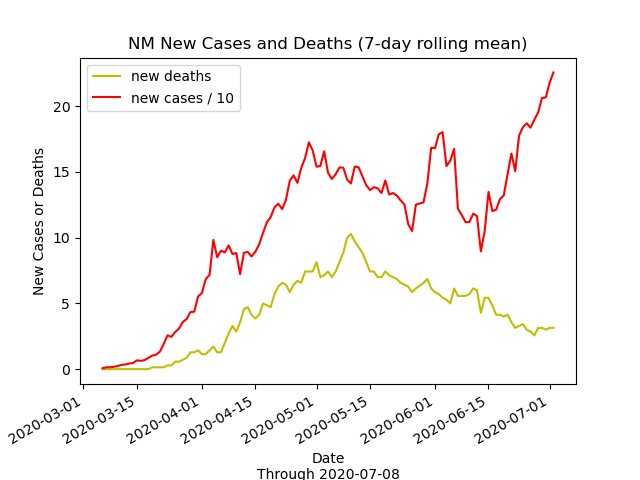 NM New Cases and Deaths (7-day rolling mean)
new deaths
new cases / 10
New Cases or Deaths
20
15
10
5
0
2020-03-01
2020-03-15
2020-04-01
2020-04-15
2020-05-01
2020-05-15
2020-06-01
2020-06-15
2020-07-01
Date
Through 2020-07-08